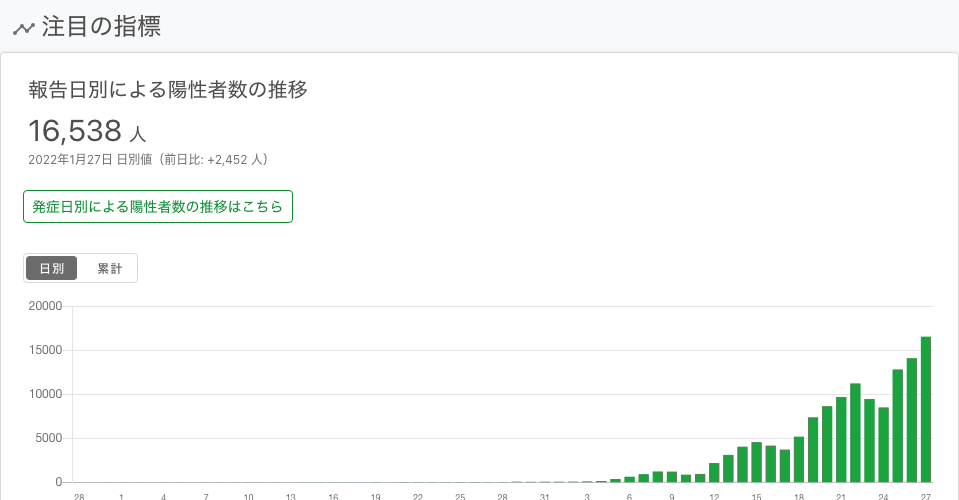 注目の指標
報告日別による陽性者数の推移
16,538 人
2022年1月27日 日別値（前日比: +2,452 人）
発症日別による陽性者数の推移はこちら
日別 累計
20000
15000
10000
5000
0
28 1 4 7 10 13 16 19 22 25 28 31 3 6 9 12 15 18 21 24 27